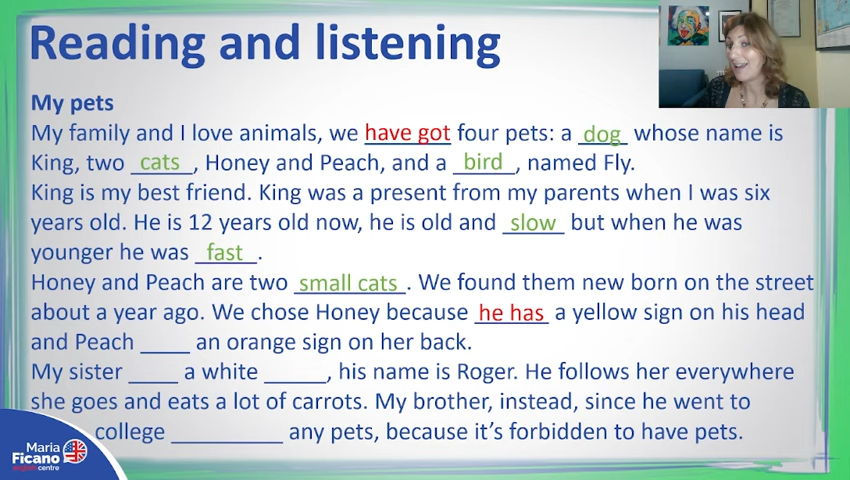 Reading and listening
My pets
My family and I love animals, we have got four pets: a dog whose name is
King, two cats, Honey and Peach, and a bird, named Fly.
King is my best friend. King was a present from my parents when I was six
years old. He is 12 years old now, he is old and slow but when he was
younger he was fast.
Honey and Peach are two small cats. We found them new born on the street
about a year ago. We chose Honey because he has a yellow sign on his head
and Peach ____ an orange sign on her back.
My sister ____ a white _____, his name is Roger. He follows her everywhere
she goes and eats a lot of carrots. My brother, instead, since he went to
college _________ any pets, because it’s forbidden to have pets.
Maria
Ficano
english centre